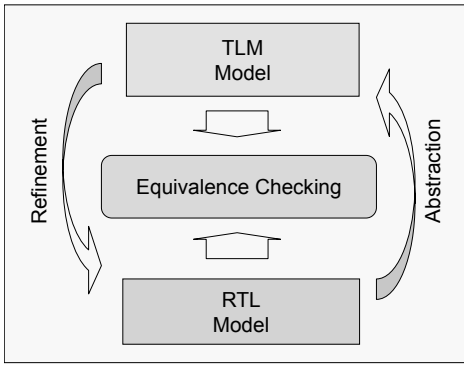 TLM
Model
Refinement
Equivalence Checking
Abstraction
RTL
Model